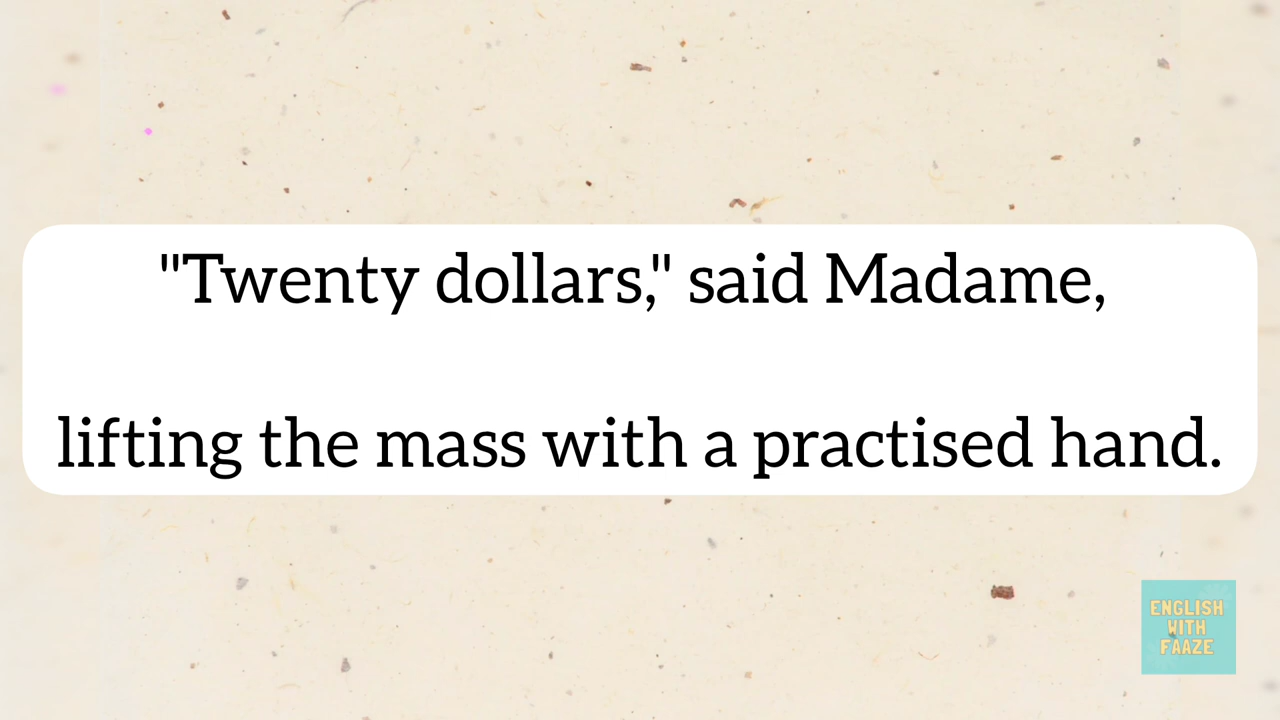 "Twenty dollars," said Madame,
lifting the mass with a practised hand.
ENGLISH
WITH
FAAZE